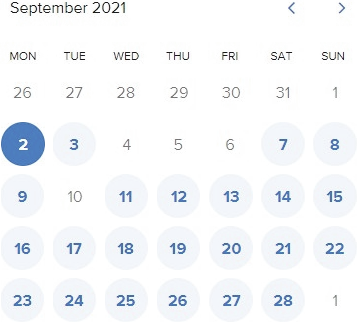 September 2021
MON TUE WED THU FRI SAT SUN
26 27 28 29 30 31 1
2 3 4 5 6 7 8
9 10 11 12 13 14 15
16 17 18 19 20 21 22
23 24 25 26 27 28 1